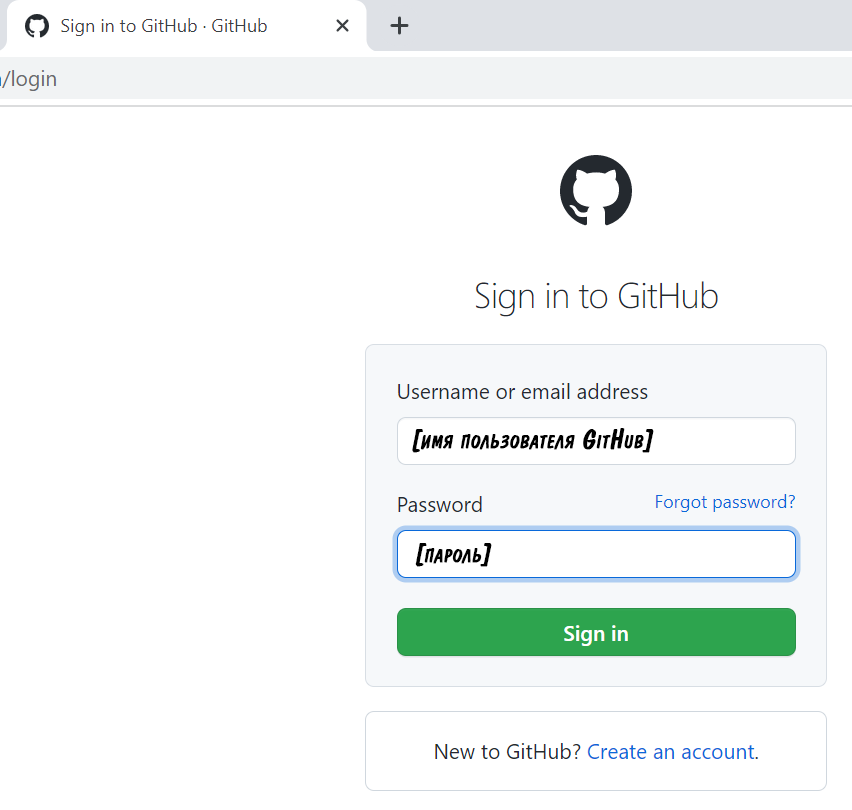 Sign in to GitHub · GitHub
/login
Sign in to GitHub
Username or email address
[имя пользователя GitHub]
Password Forgot password?
[пароль]
Sign in
New to GitHub? Create an account.